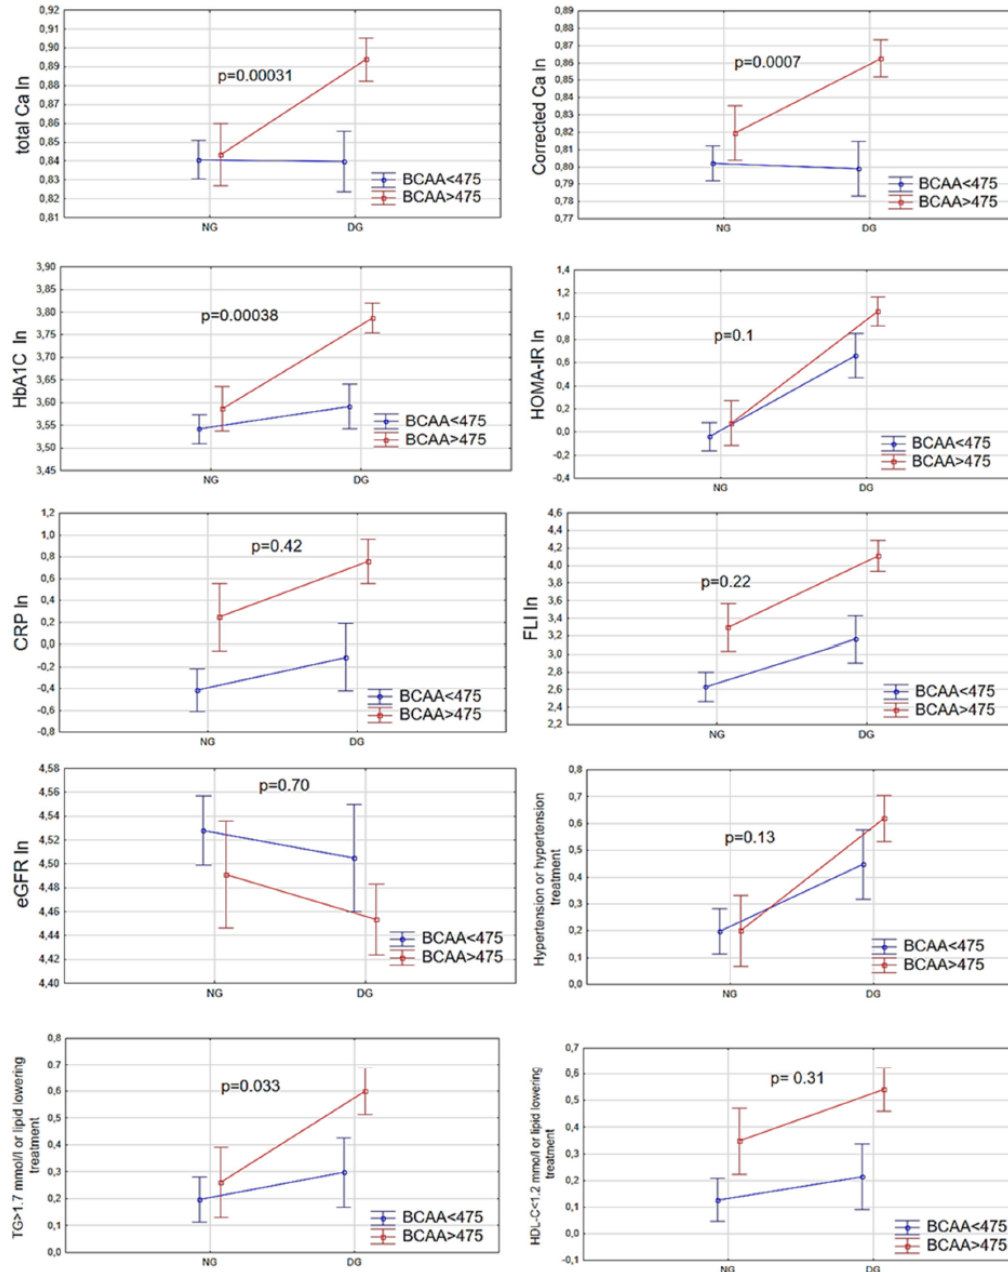 total Ca ln
0,92
0,91
0,90
0,89
0,88
0,87
0,86
0,85
0,84
0,83
0,82
0,81
p=0.00031
BCAA<475
BCAA>475
NG
DG
Corrected Ca ln
0,89
0,88
0,87
0,86
0,85
0,84
0,83
0,82
0,81
0,80
0,79
0,78
0,77
p=0.0007
BCAA<475
BCAA>475
NG
DG
HbA1C ln
3,90
3,85
3,80
3,75
3,70
3,65
3,60
3,55
3,50
3,45
p=0.00038
BCAA<475
BCAA>475
NG
DG
HOMA-IR ln
1,4
1,2
1,0
0,8
0,6
0,4
0,2
0,0
-0,2
-0,4
p=0.1
BCAA<475
BCAA>475
NG
DG
CRP ln
1,2
1,0
0,8
0,6
0,4
0,2
0,0
-0,2
-0,4
-0,6
-0,8
p=0.42
BCAA<475
BCAA>475
NG
DG
FLI ln
4,6
4,4
4,2
4,0
3,8
3,6
3,4
3,2
3,0
2,8
2,6
2,4
2,2
p=0.22
BCAA<475
BCAA>475
NG
DG
eGFR ln
4,58
4,56
4,54
4,52
4,50
4,48
4,46
4,44
4,42
4,40
p=0.70
BCAA<475
BCAA>475
NG
DG
Hypertension or hypertension
treatment
0,8
0,7
0,6
0,5
0,4
0,3
0,2
0,1
0,0
p=0.13
BCAA<475
BCAA>475
NG
DG
TG>1.7 mmol/l or lipid lowering
treatment
0,8
0,7
0,6
0,5
0,4
0,3
0,2
0,1
0,0
p=0.033
BCAA<475
BCAA>475
NG
DG
HDL-C<1.2 mmol/l or lipid lowering
treatment
0,7
0,6
0,5
0,4
0,3
0,2
0,1
0,0
-0,1
p= 0.31
BCAA<475
BCAA>475
NG
DG